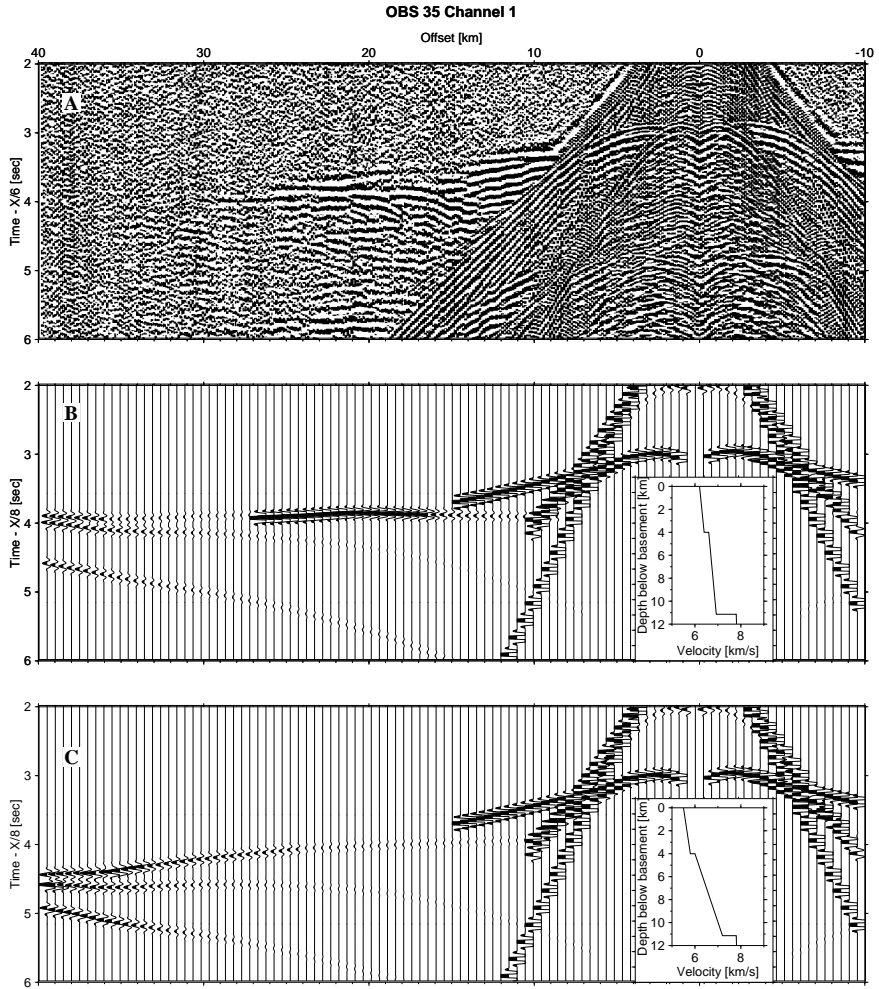 OBS 35 Channel 1
Offset [km]
40 30 20 10 0 -10
A
Time - X/6 [sec]
2
3
4
5
6
B
Time - X/8 [sec]
2
3
4
5
6
Depth below basement [km]
0
2
4
6
8
10
12
6 8
Velocity [km/s]
C
Time - X/8 [sec]
2
3
4
5
6
Depth below basement [km]
0
2
4
6
8
10
12
6 8
Velocity [km/s]